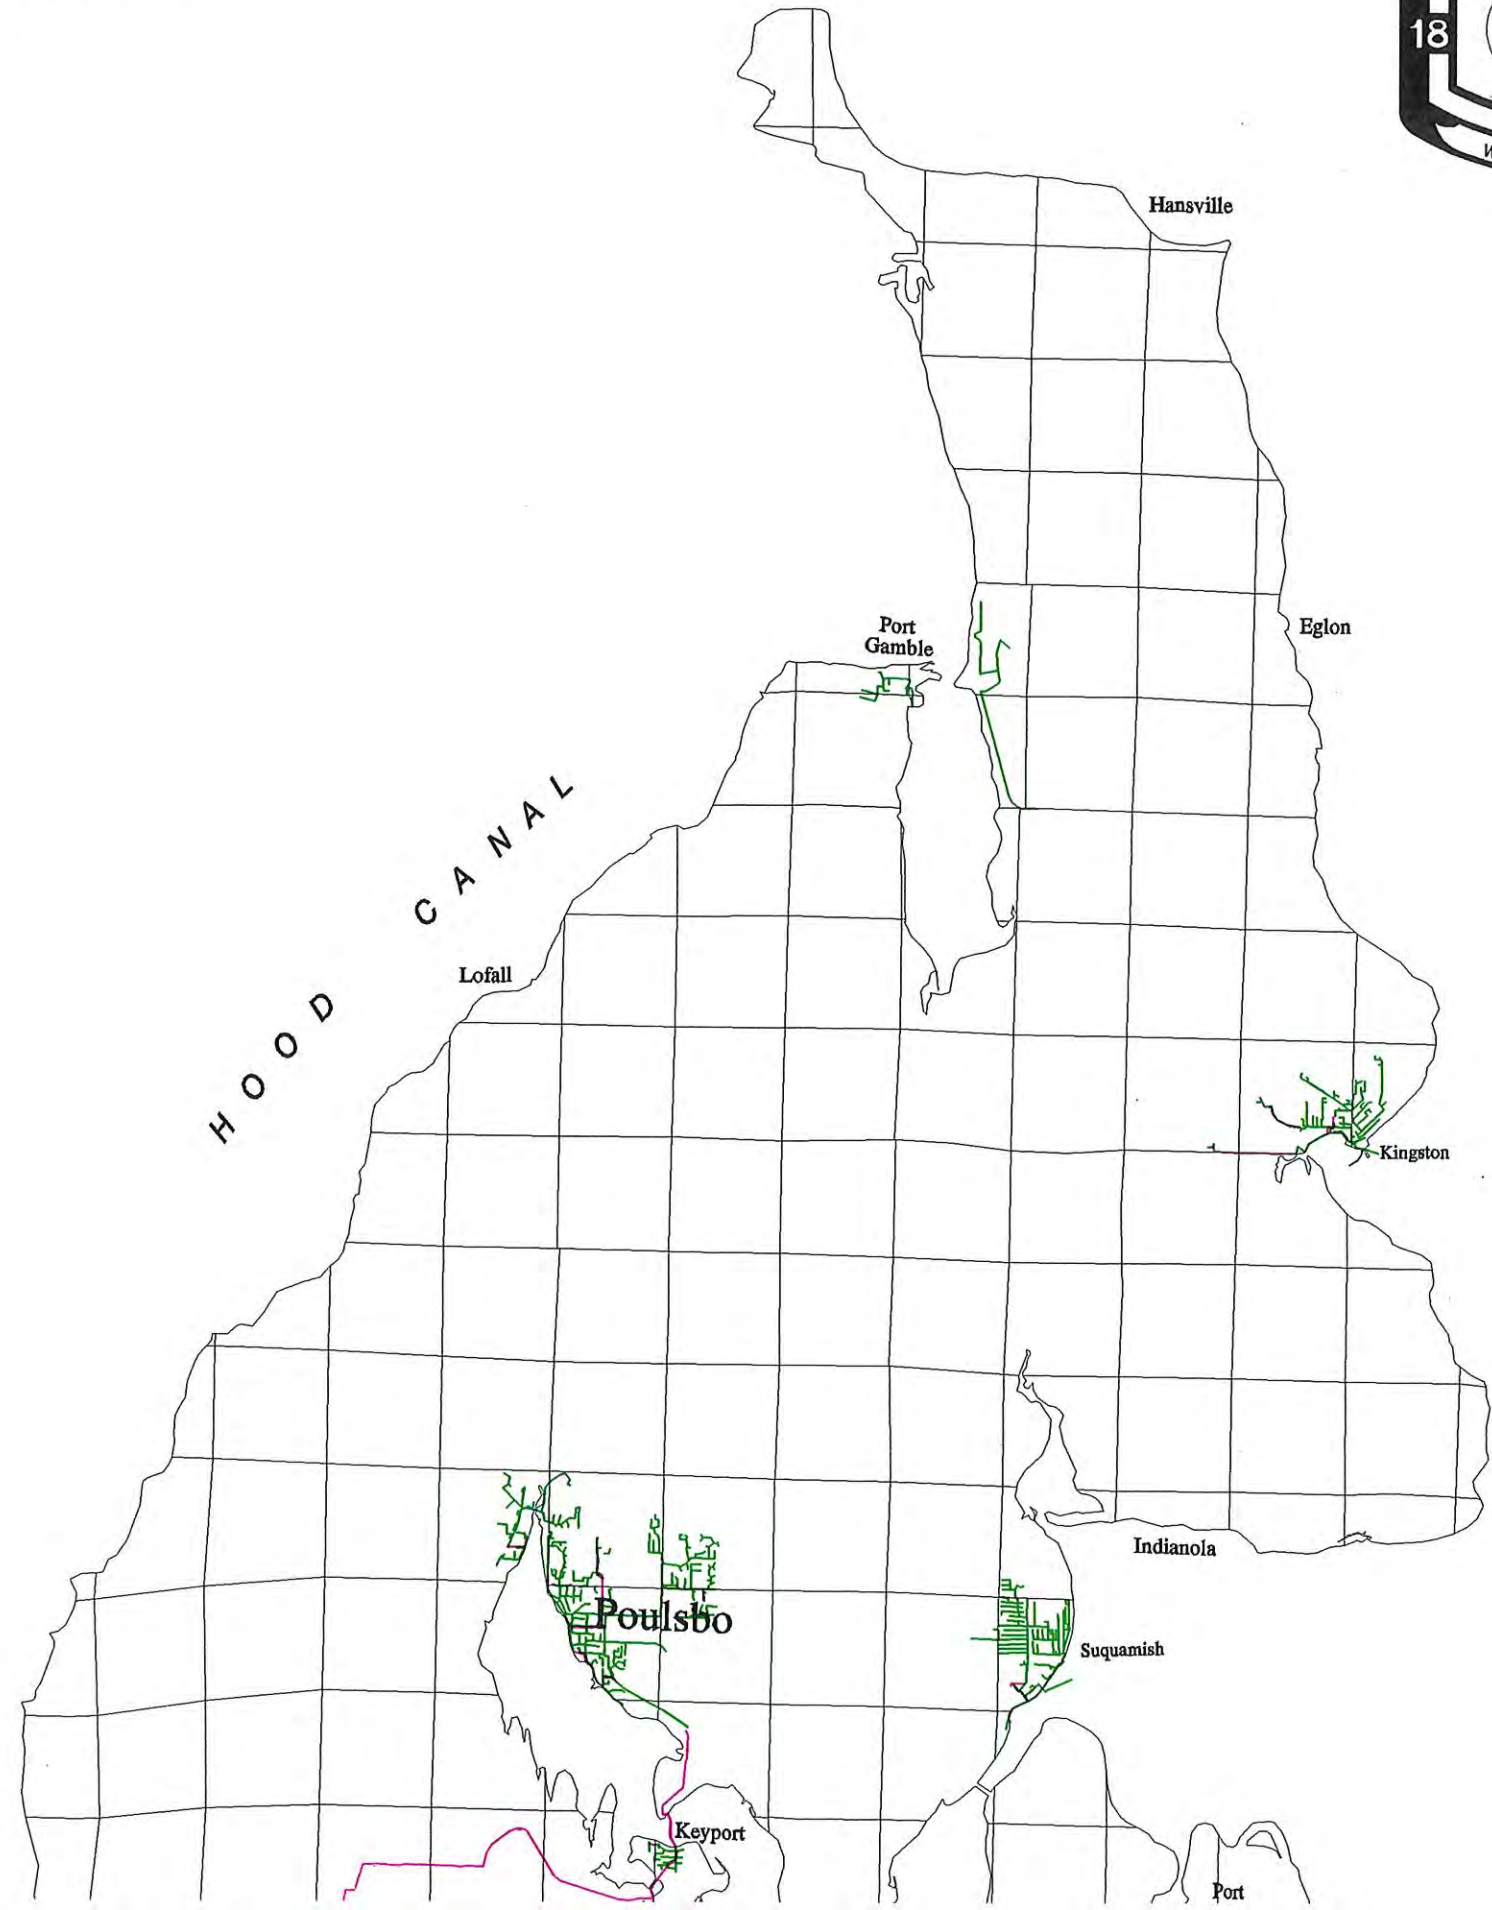 18
W
Hansville
Port
Gamble
Eglon
HOOD CANAL
Lofall
Kingston
Indianola
Poulsbo
Suquamish
Keyport
Port